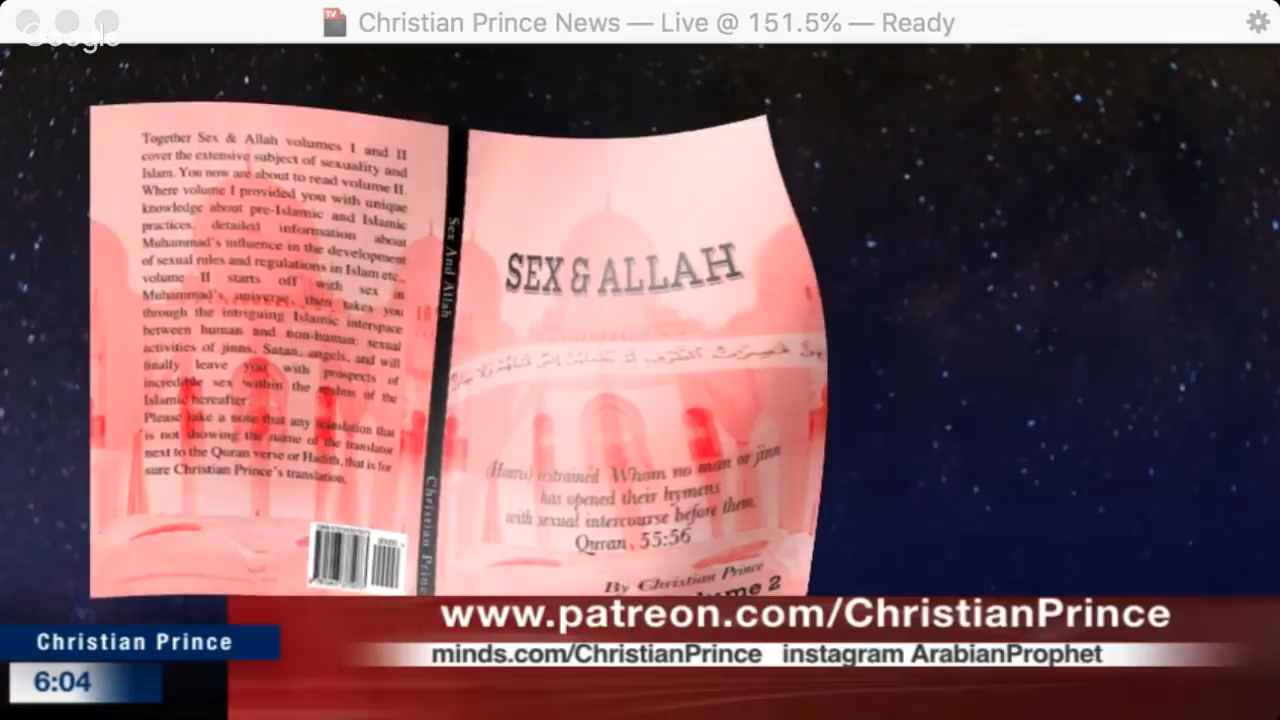 Christian Prince News — Live @ 151.5% — Ready
Google
Together Sex & Allah volumes I and II
cover the extensive subject of sexuality and
Islam. You now are about to read volume II.
Where volume I provided you with unique
knowledge about pre-Islamic and Islamic
practices, detailed information about
Muhammad's influence in the development
of sexual rules and regulations in Islam etc.,
volume II starts off with sex in
Muhammad's universe, then takes you
through the intriguing Islamic interspace
between human and non-human: sexual
activities of jinns, Satan, angels, and will
finally leave you with prospects of
incredible sex within the realms of the
Islamic hereafter.
Please take a note that any translation that
is not showing the name of the translator
next to the Quran verse or Hadith, that is for
sure Christian Prince's translation.
Sex And Allah
Christian Prince
SEX & ALLAH
(Huris) restrained Whom no man or jinn
has opened their hymens
with sexual intercourse before them.
Quran, 55:56
By Christian Prince
Volume 2
www.patreon.com/ChristianPrince
minds.com/ChristianPrince instagram ArabianProphet
Christian Prince
6:04